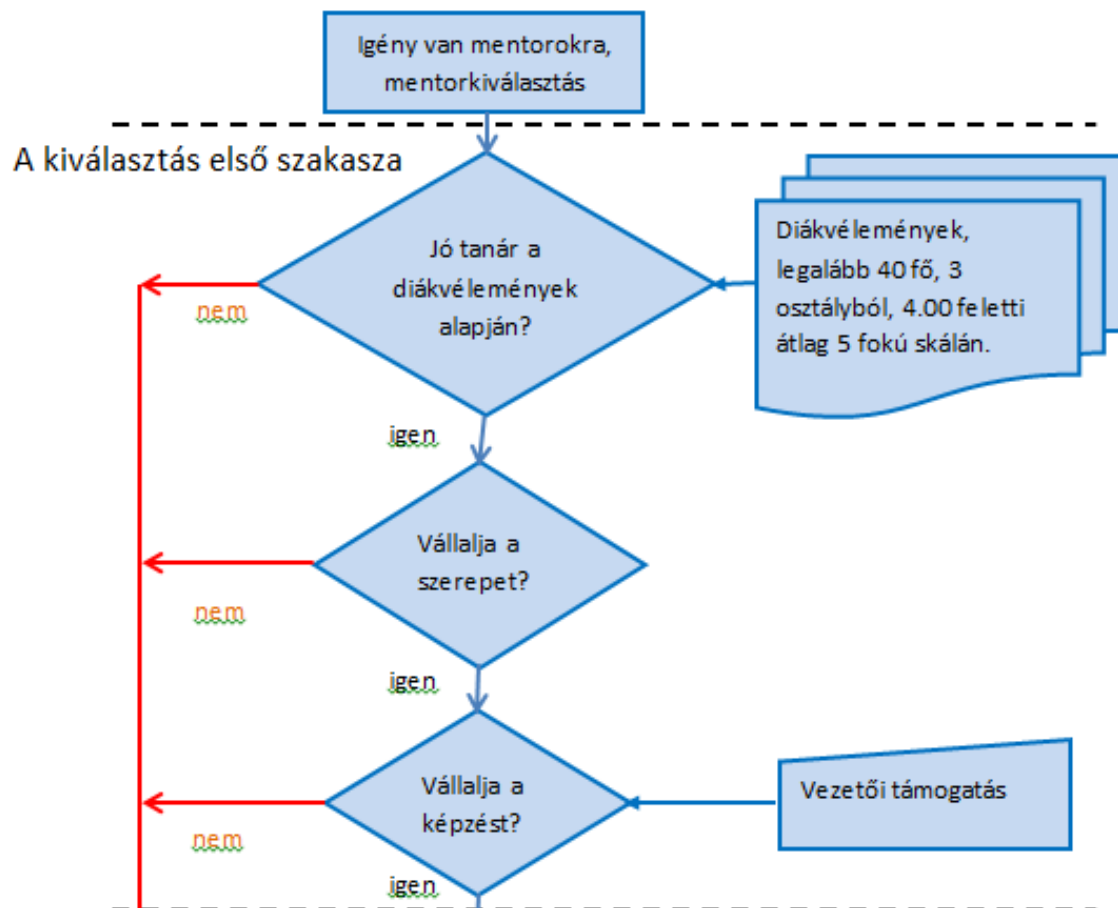 Igény van mentorokra,
mentorkiválasztás
A kiválasztás első szakasza
Jó tanár a
diákvélemények
alapján?
Diákvélemények,
legalább 40 fő, 3
osztályból, 4.00 feletti
átlag 5 fokú skálán.
nem
igen
Vállalja a
szerepet?
nem
igen
Vállalja a
képzést?
Vezetői támogatás
nem
igen